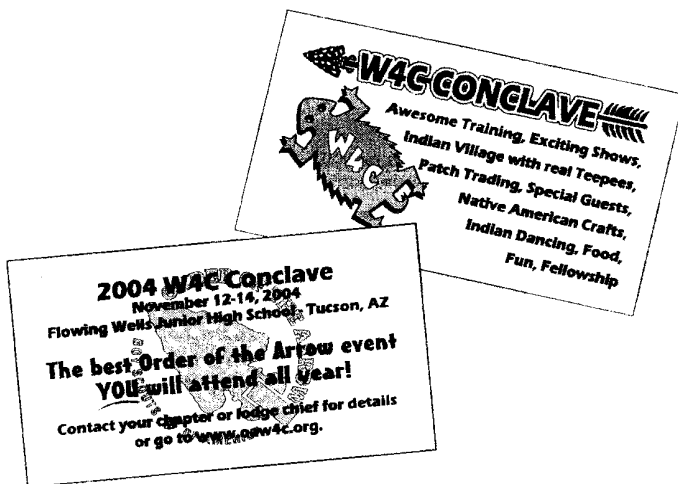 W4C CONCLAVE
W4C
Awesome Training, Exciting Shows,
Indian Village with real Teepees,
Patch Trading, Special Guests,
Native American Crafts,
Indian Dancing, Food,
Fun, Fellowship
2004 W4C Conclave
November 12-14, 2004
Flowing Wells Junior High School - Tucson, AZ
The best Order of the Arrow event
YOU will attend all year!
Contact your chapter or lodge chief for details
or go to www.oaw4c.org.